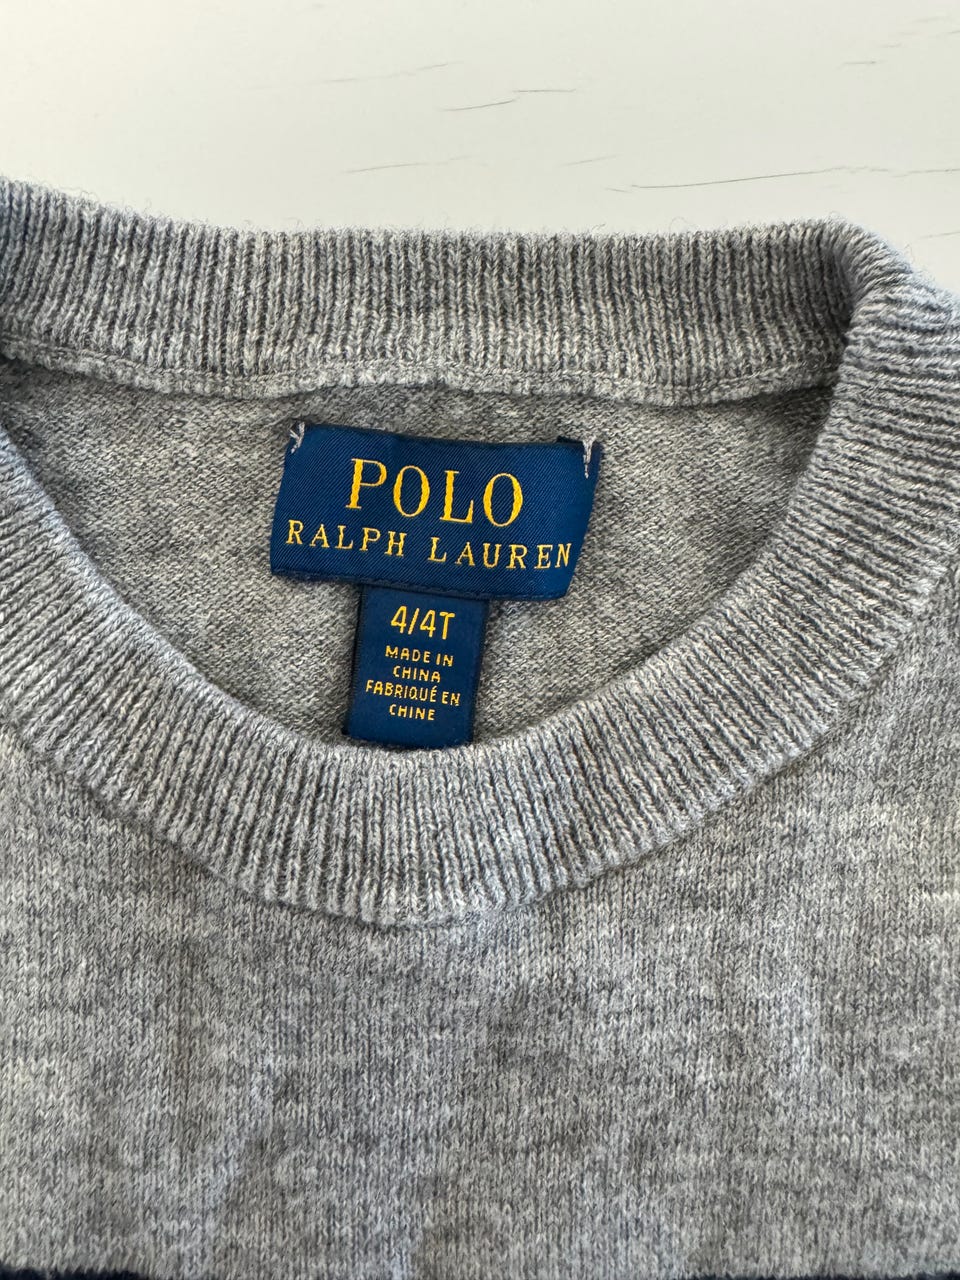 POLO
RALPH LAUREN
4/4T
MADE IN
CHINA
FABRIQUÉ EN
CHINE